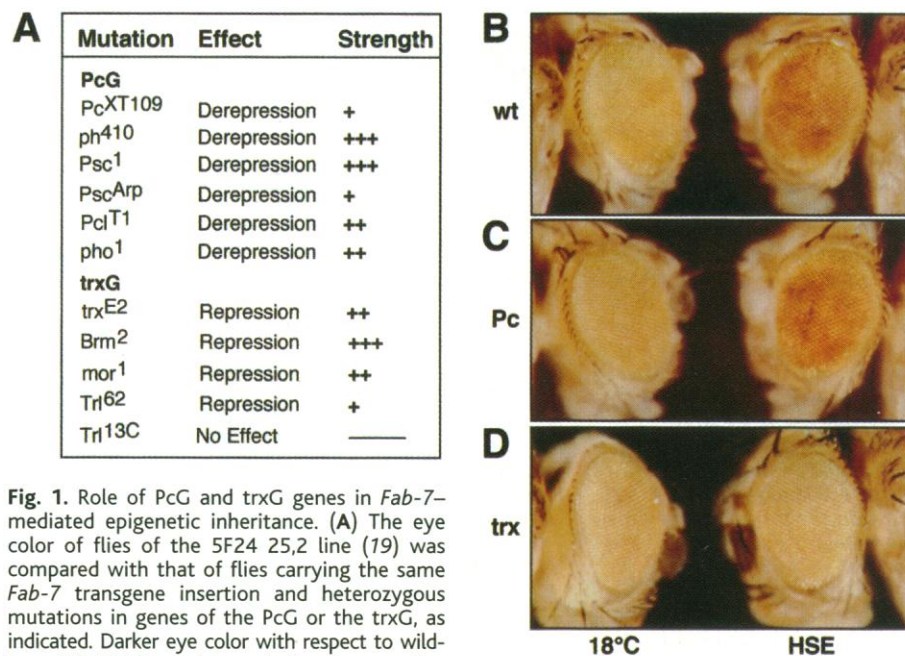 A
Mutation Effect Strength
PcG
PcXT109 Derepression +
ph410 Derepression +++
Psc1 Derepression +++
PscArp Derepression +
PclT1 Derepression ++
pho1 Derepression ++
trxG
trxE2 Repression ++
Brm2 Repression +++
mor1 Repression ++
Trl62 Repression +
Trl13C No Effect —
Fig. 1. Role of PcG and trxG genes in Fab-7–
mediated epigenetic inheritance. (A) The eye
color of flies of the 5F24 25,2 line (19) was
compared with that of flies carrying the same
Fab-7 transgene insertion and heterozygous
mutations in genes of the PcG or the trxG, as
indicated. Darker eye color with respect to wild-
B
wt
C
Pc
D
trx
18°C HSE